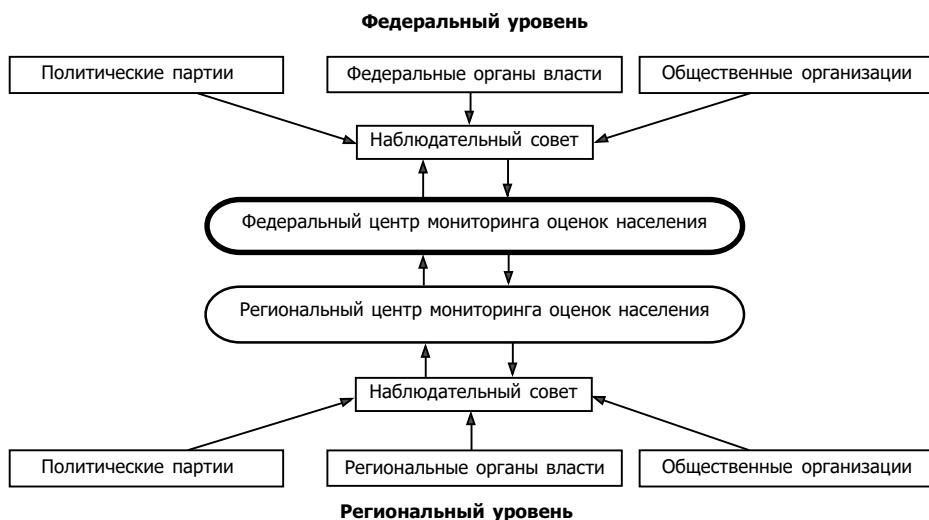 Федеральный уровень
Политические партии
Федеральные органы власти
Общественные организации
Наблюдательный совет
Федеральный центр мониторинга оценок населения
Региональный центр мониторинга оценок населения
Наблюдательный совет
Политические партии
Региональные органы власти
Общественные организации
Региональный уровень